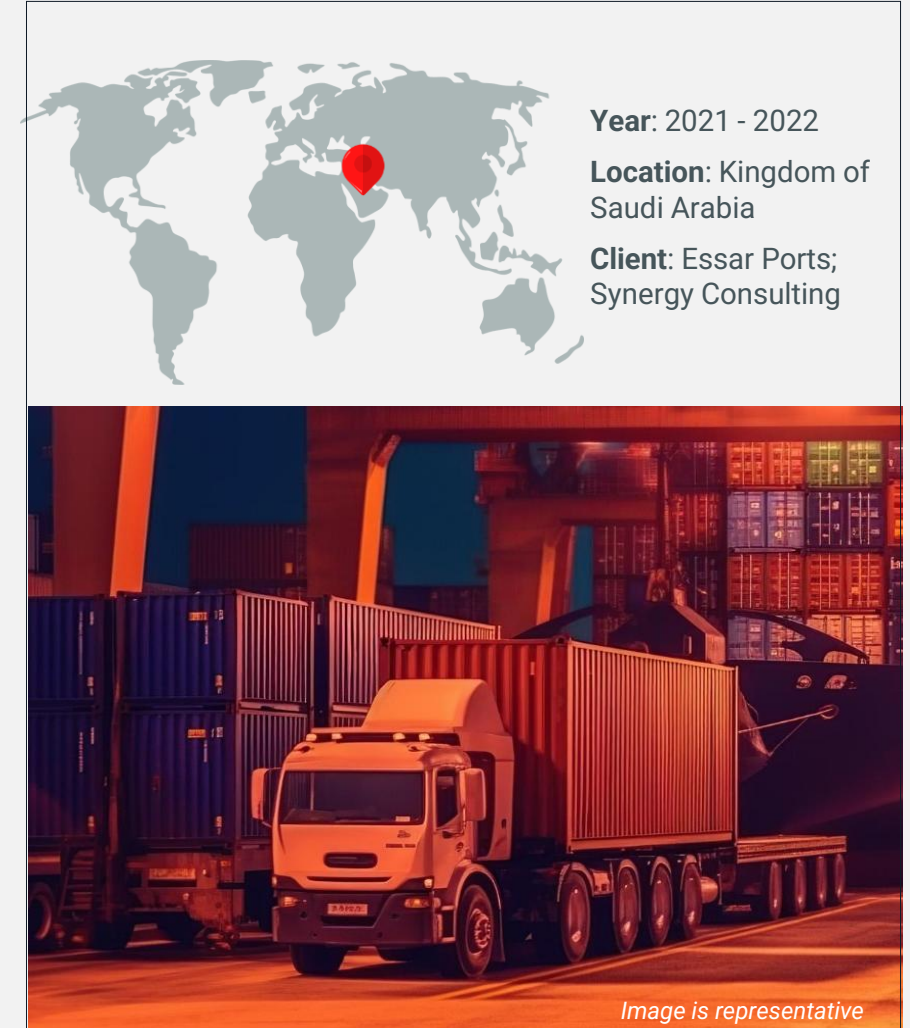 Year: 2021 - 2022
Location: Kingdom of
Saudi Arabia
Client: Essar Ports;
Synergy Consulting
Image is representative